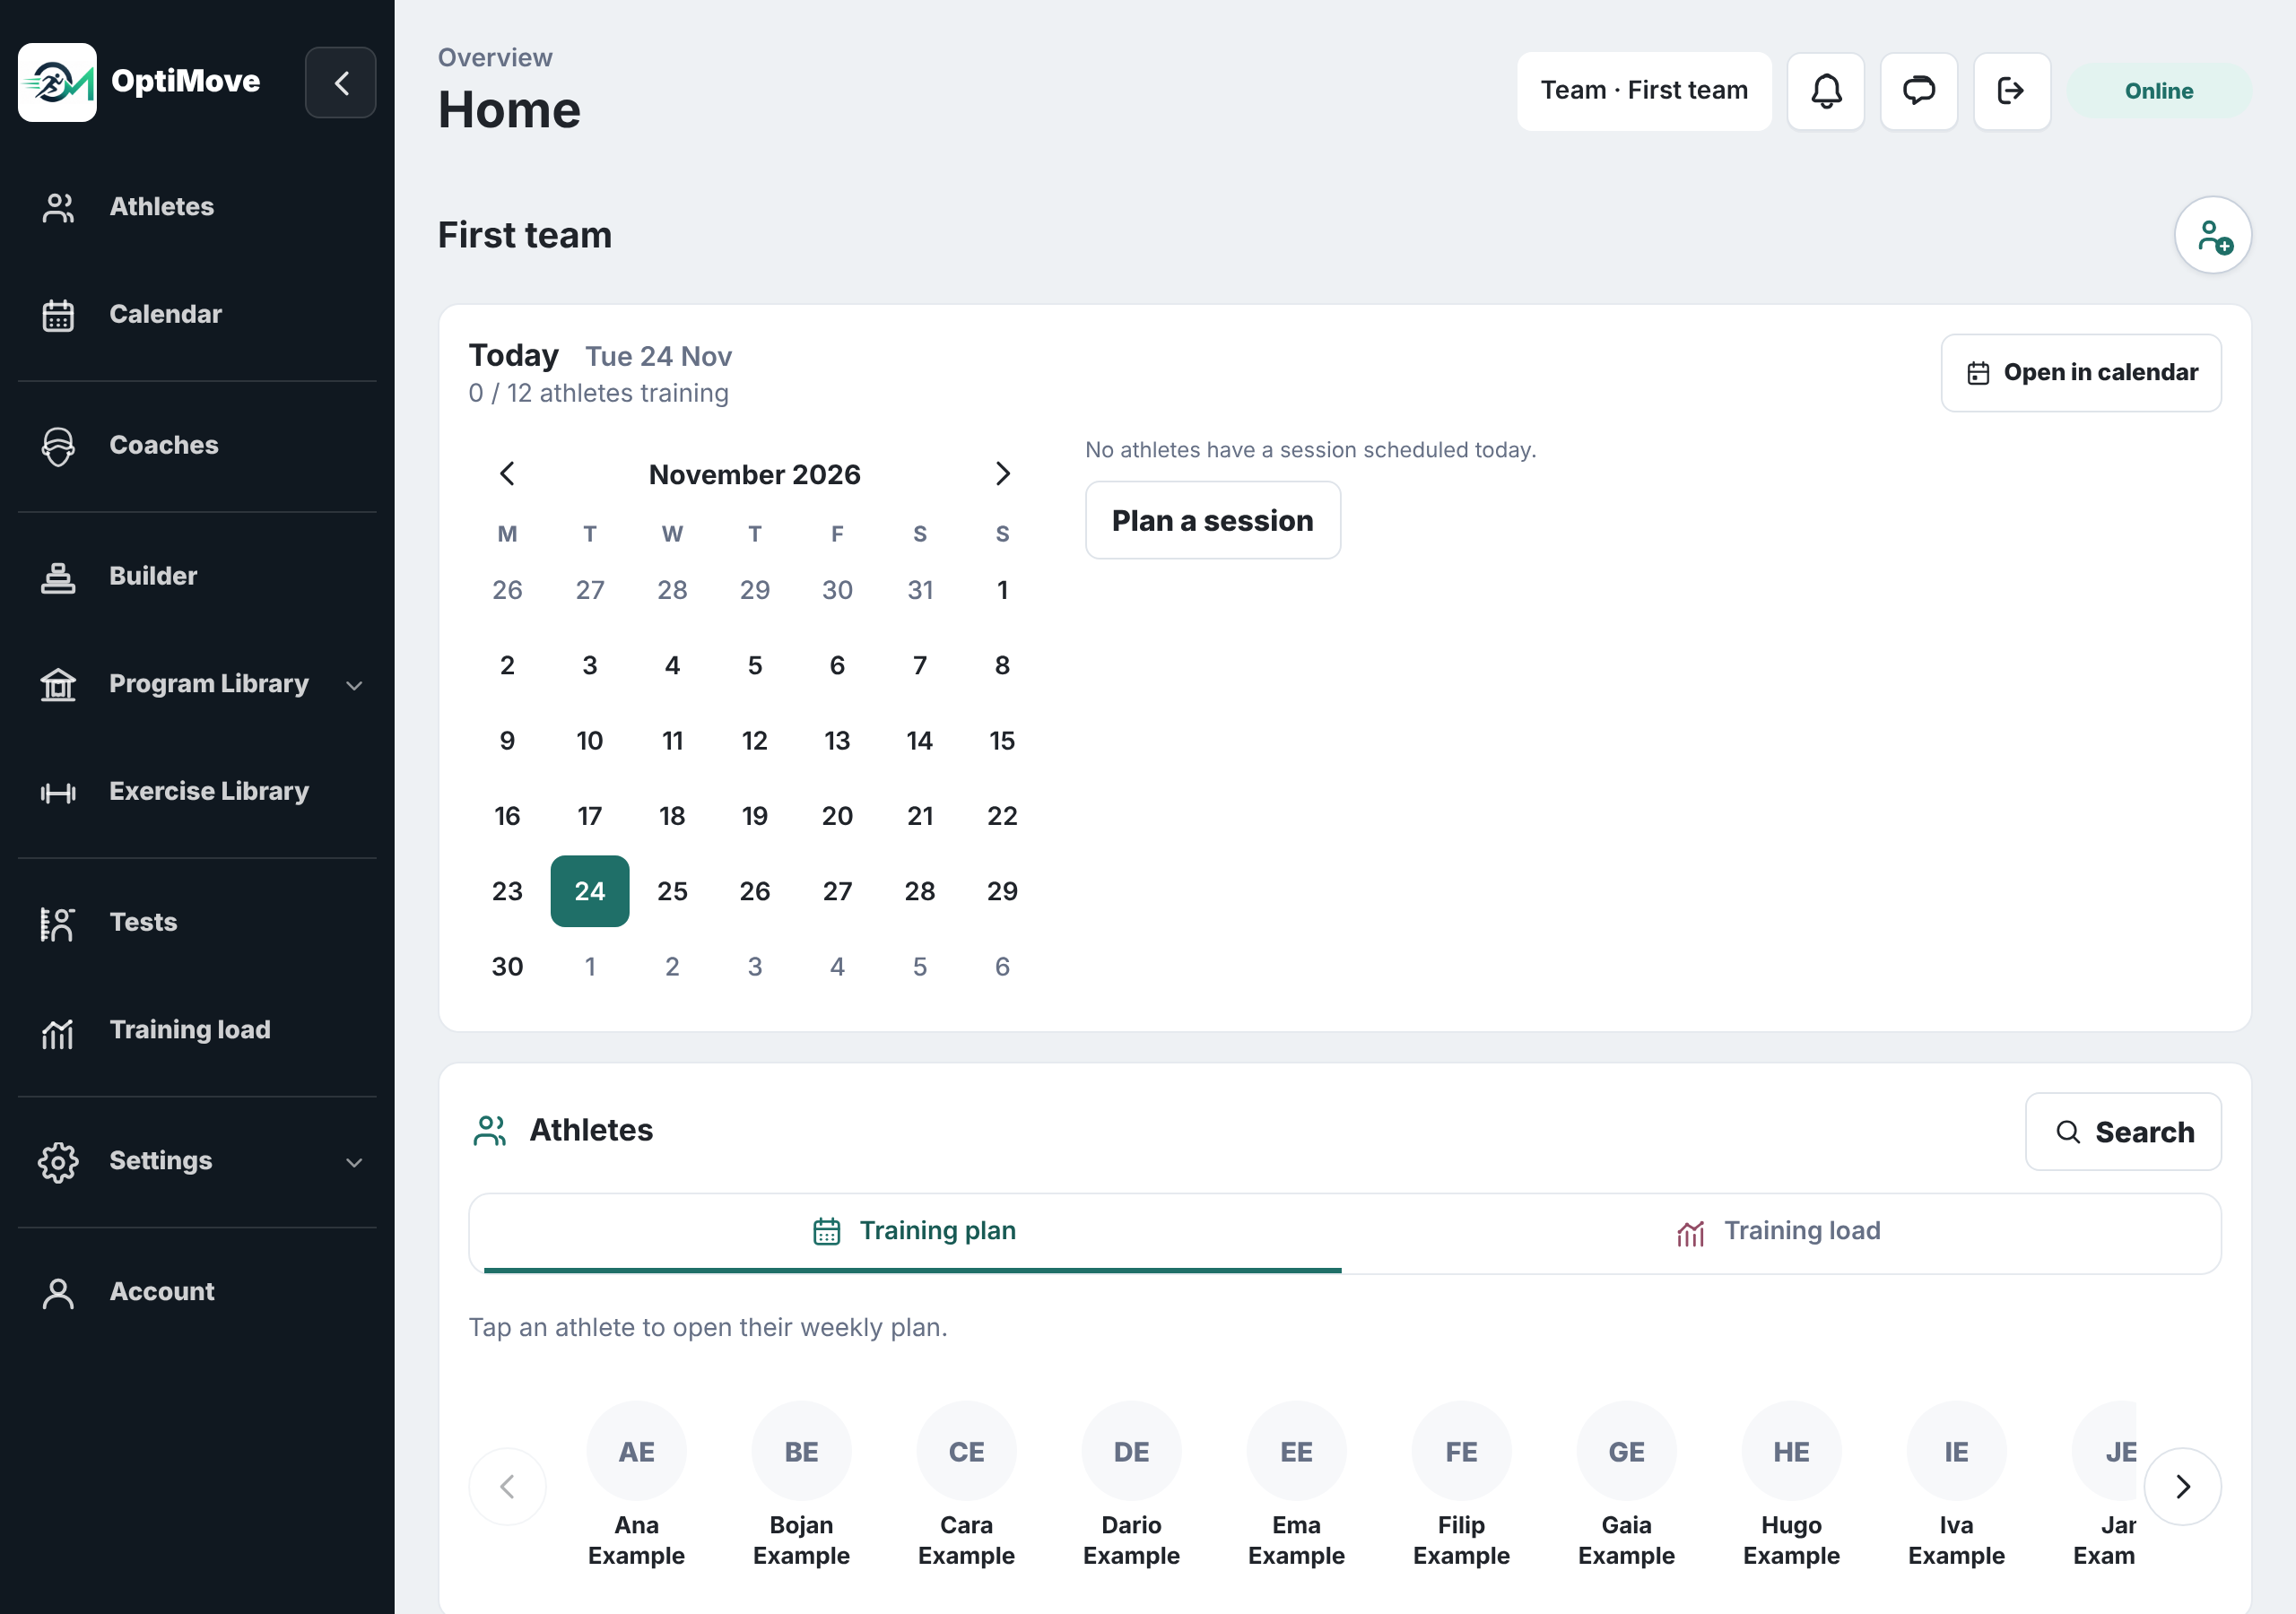 OptiMove
Athletes
Calendar
Coaches
Builder
Program Library
Exercise Library
Tests
Training load
Settings
Account
Overview
Home
Team · First team
Online
First team
Today Tue 24 Nov
0 / 12 athletes training
Open in calendar
November 2026
M T W T F S S
26 27 28 29 30 31 1
2 3 4 5 6 7 8
9 10 11 12 13 14 15
16 17 18 19 20 21 22
23 24 25 26 27 28 29
30 1 2 3 4 5 6
No athletes have a session scheduled today.
Plan a session
Athletes
Search
Training plan
Training load
Tap an athlete to open their weekly plan.
AE BE CE DE EE FE GE HE IE JE
Ana Bojan Cara Dario Ema Filip Gaia Hugo Iva
Example Example Example Example Example Example Example Example Example Exam